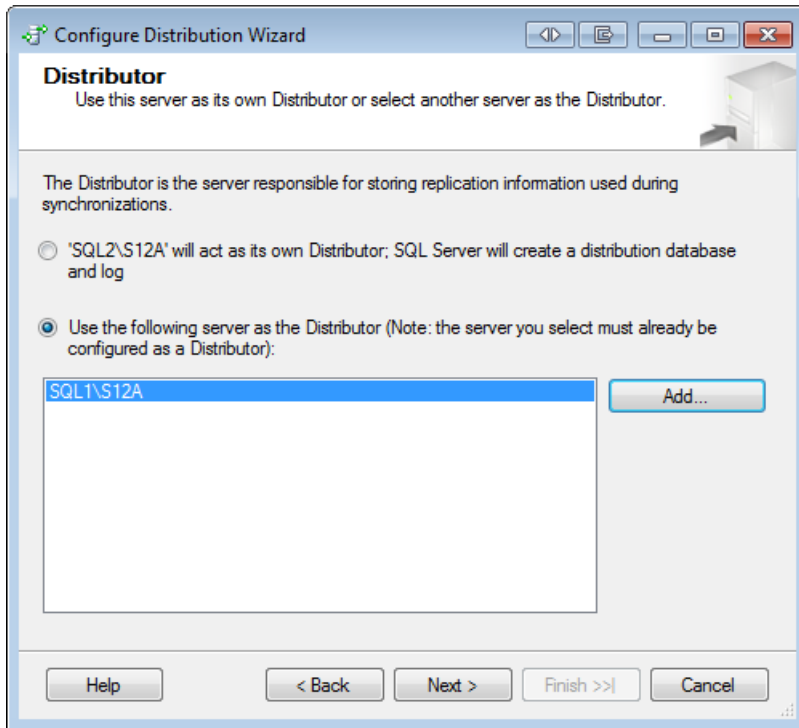 Configure Distribution Wizard
Distributor
Use this server as its own Distributor or select another server as the Distributor.
The Distributor is the server responsible for storing replication information used during
synchronizations.
'SQL2\S12A' will act as its own Distributor; SQL Server will create a distribution database
and log
Use the following server as the Distributor (Note: the server you select must already be
configured as a Distributor):
SQL1\S12A
Add...
Help
< Back
Next >
Finish >>|
Cancel